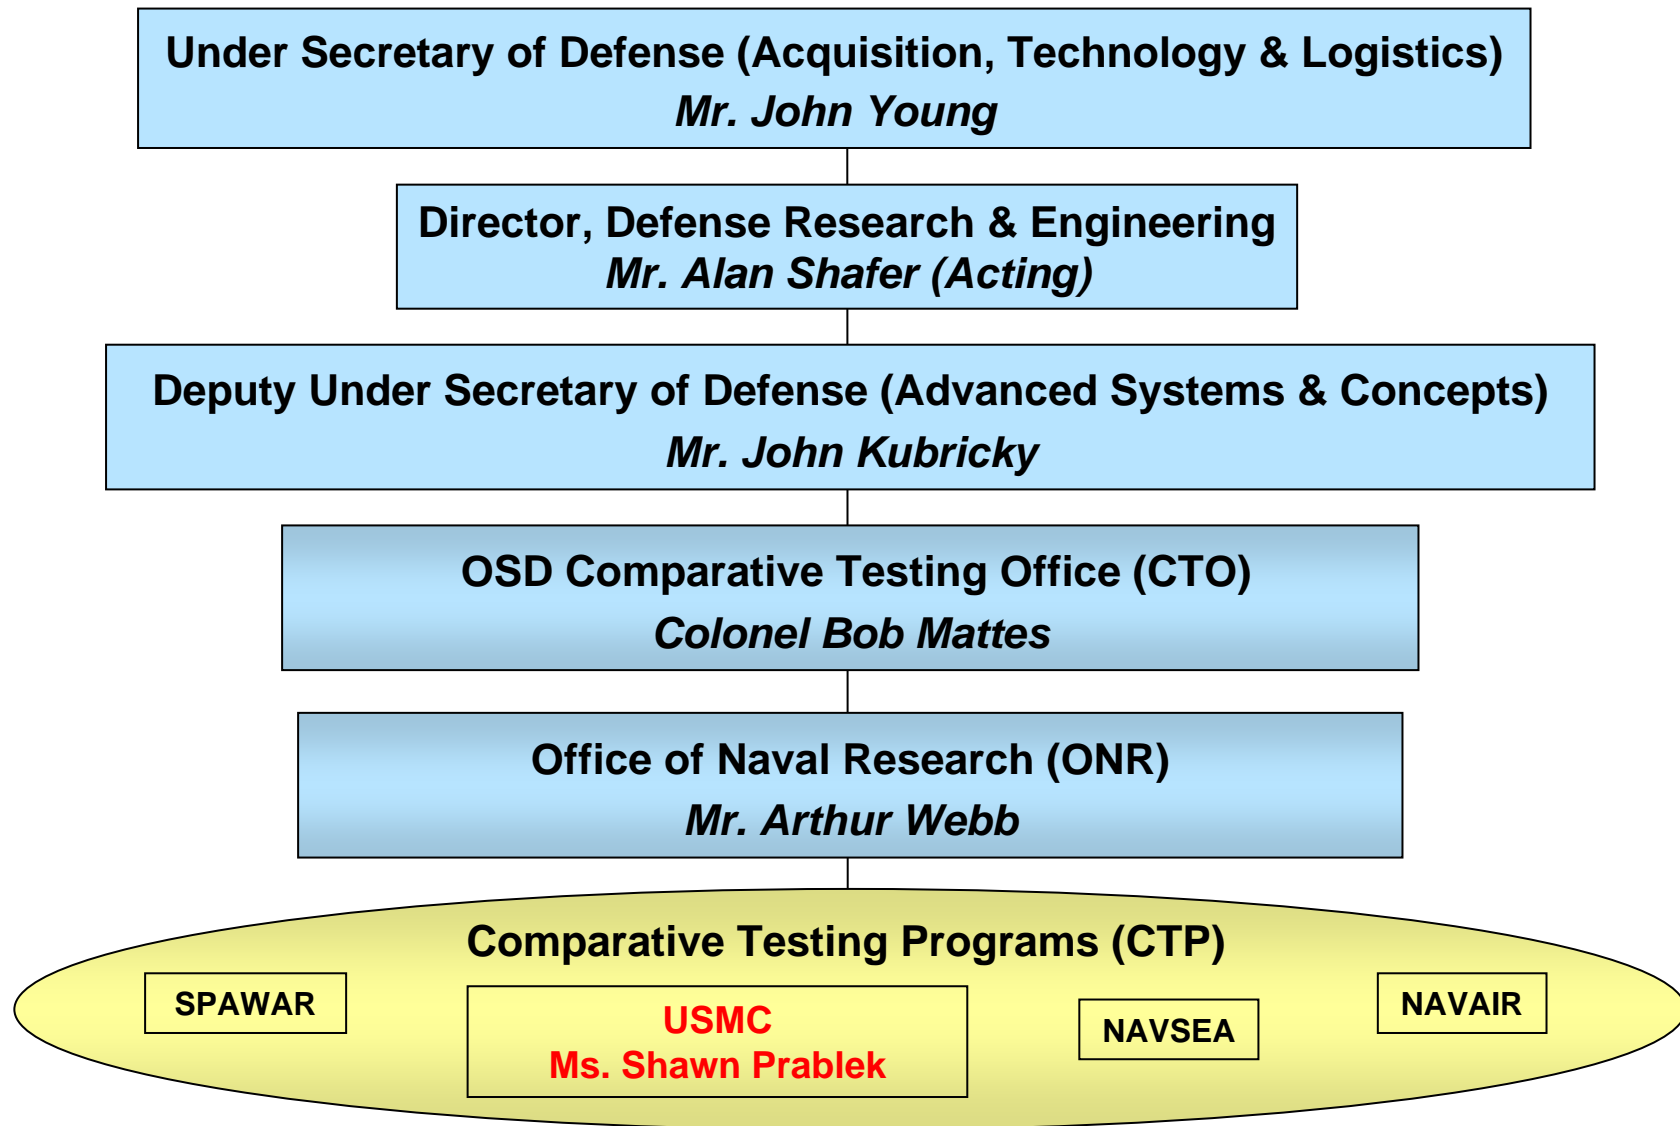 Under Secretary of Defense (Acquisition, Technology & Logistics)
Mr. John Young
Director, Defense Research & Engineering
Mr. Alan Shafer (Acting)
Deputy Under Secretary of Defense (Advanced Systems & Concepts)
Mr. John Kubricky
OSD Comparative Testing Office (CTO)
Colonel Bob Mattes
Office of Naval Research (ONR)
Mr. Arthur Webb
Comparative Testing Programs (CTP)
SPAWAR
USMC
Ms. Shawn Prablek
NAVSEA
NAVAIR